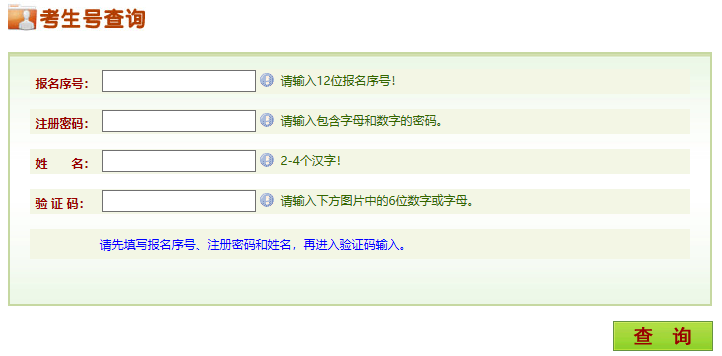 考生号查询
报名序号： 请输入12位报名序号！
注册密码： 请输入包含字母和数字的密码。
姓　　名： 2-4个汉字！
验 证 码： 请输入下方图片中的6位数字或字母。
请先填写报名序号、注册密码和姓名，再进入验证码输入。
查　询